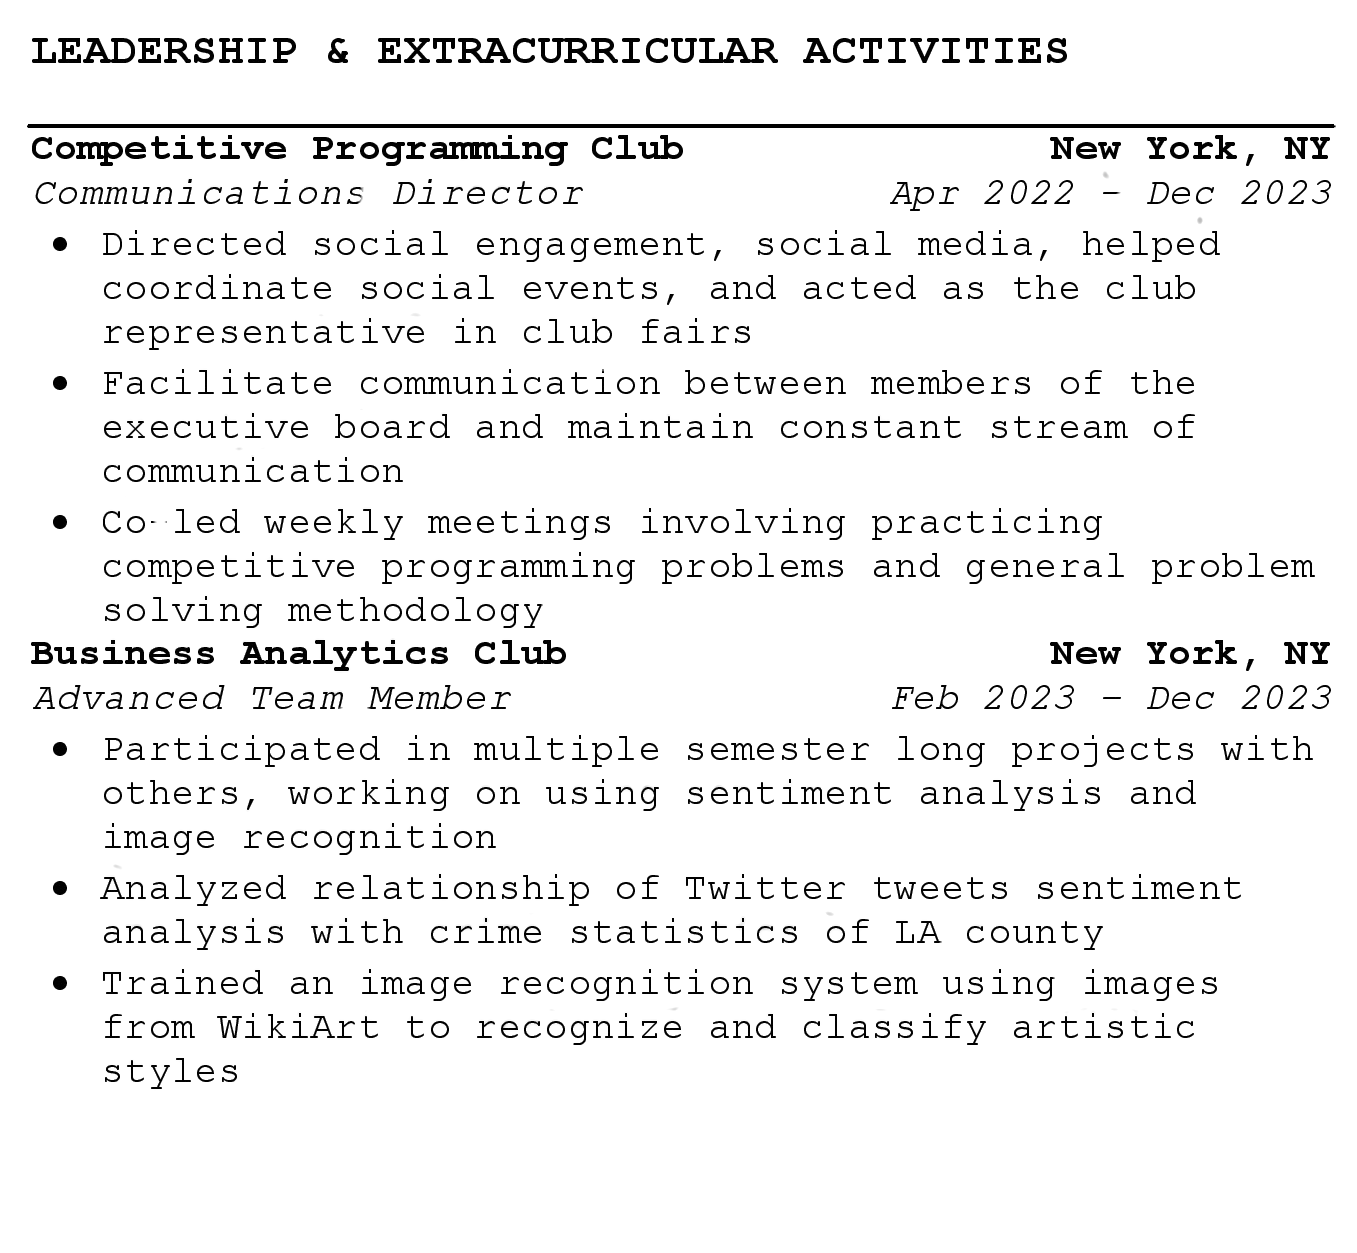 LEADERSHIP & EXTRACURRICULAR ACTIVITIES
Competitive Programming Club New York, NY
Communications Director Apr 2022 – Dec 2023
• Directed social engagement, social media, helped
coordinate social events, and acted as the club
representative in club fairs
• Facilitate communication between members of the
executive board and maintain constant stream of
communication
• Co-led weekly meetings involving practicing
competitive programming problems and general problem
solving methodology
Business Analytics Club New York, NY
Advanced Team Member Feb 2023 – Dec 2023
• Participated in multiple semester long projects with
others, working on using sentiment analysis and
image recognition
• Analyzed relationship of Twitter tweets sentiment
analysis with crime statistics of LA county
• Trained an image recognition system using images
from WikiArt to recognize and classify artistic
styles